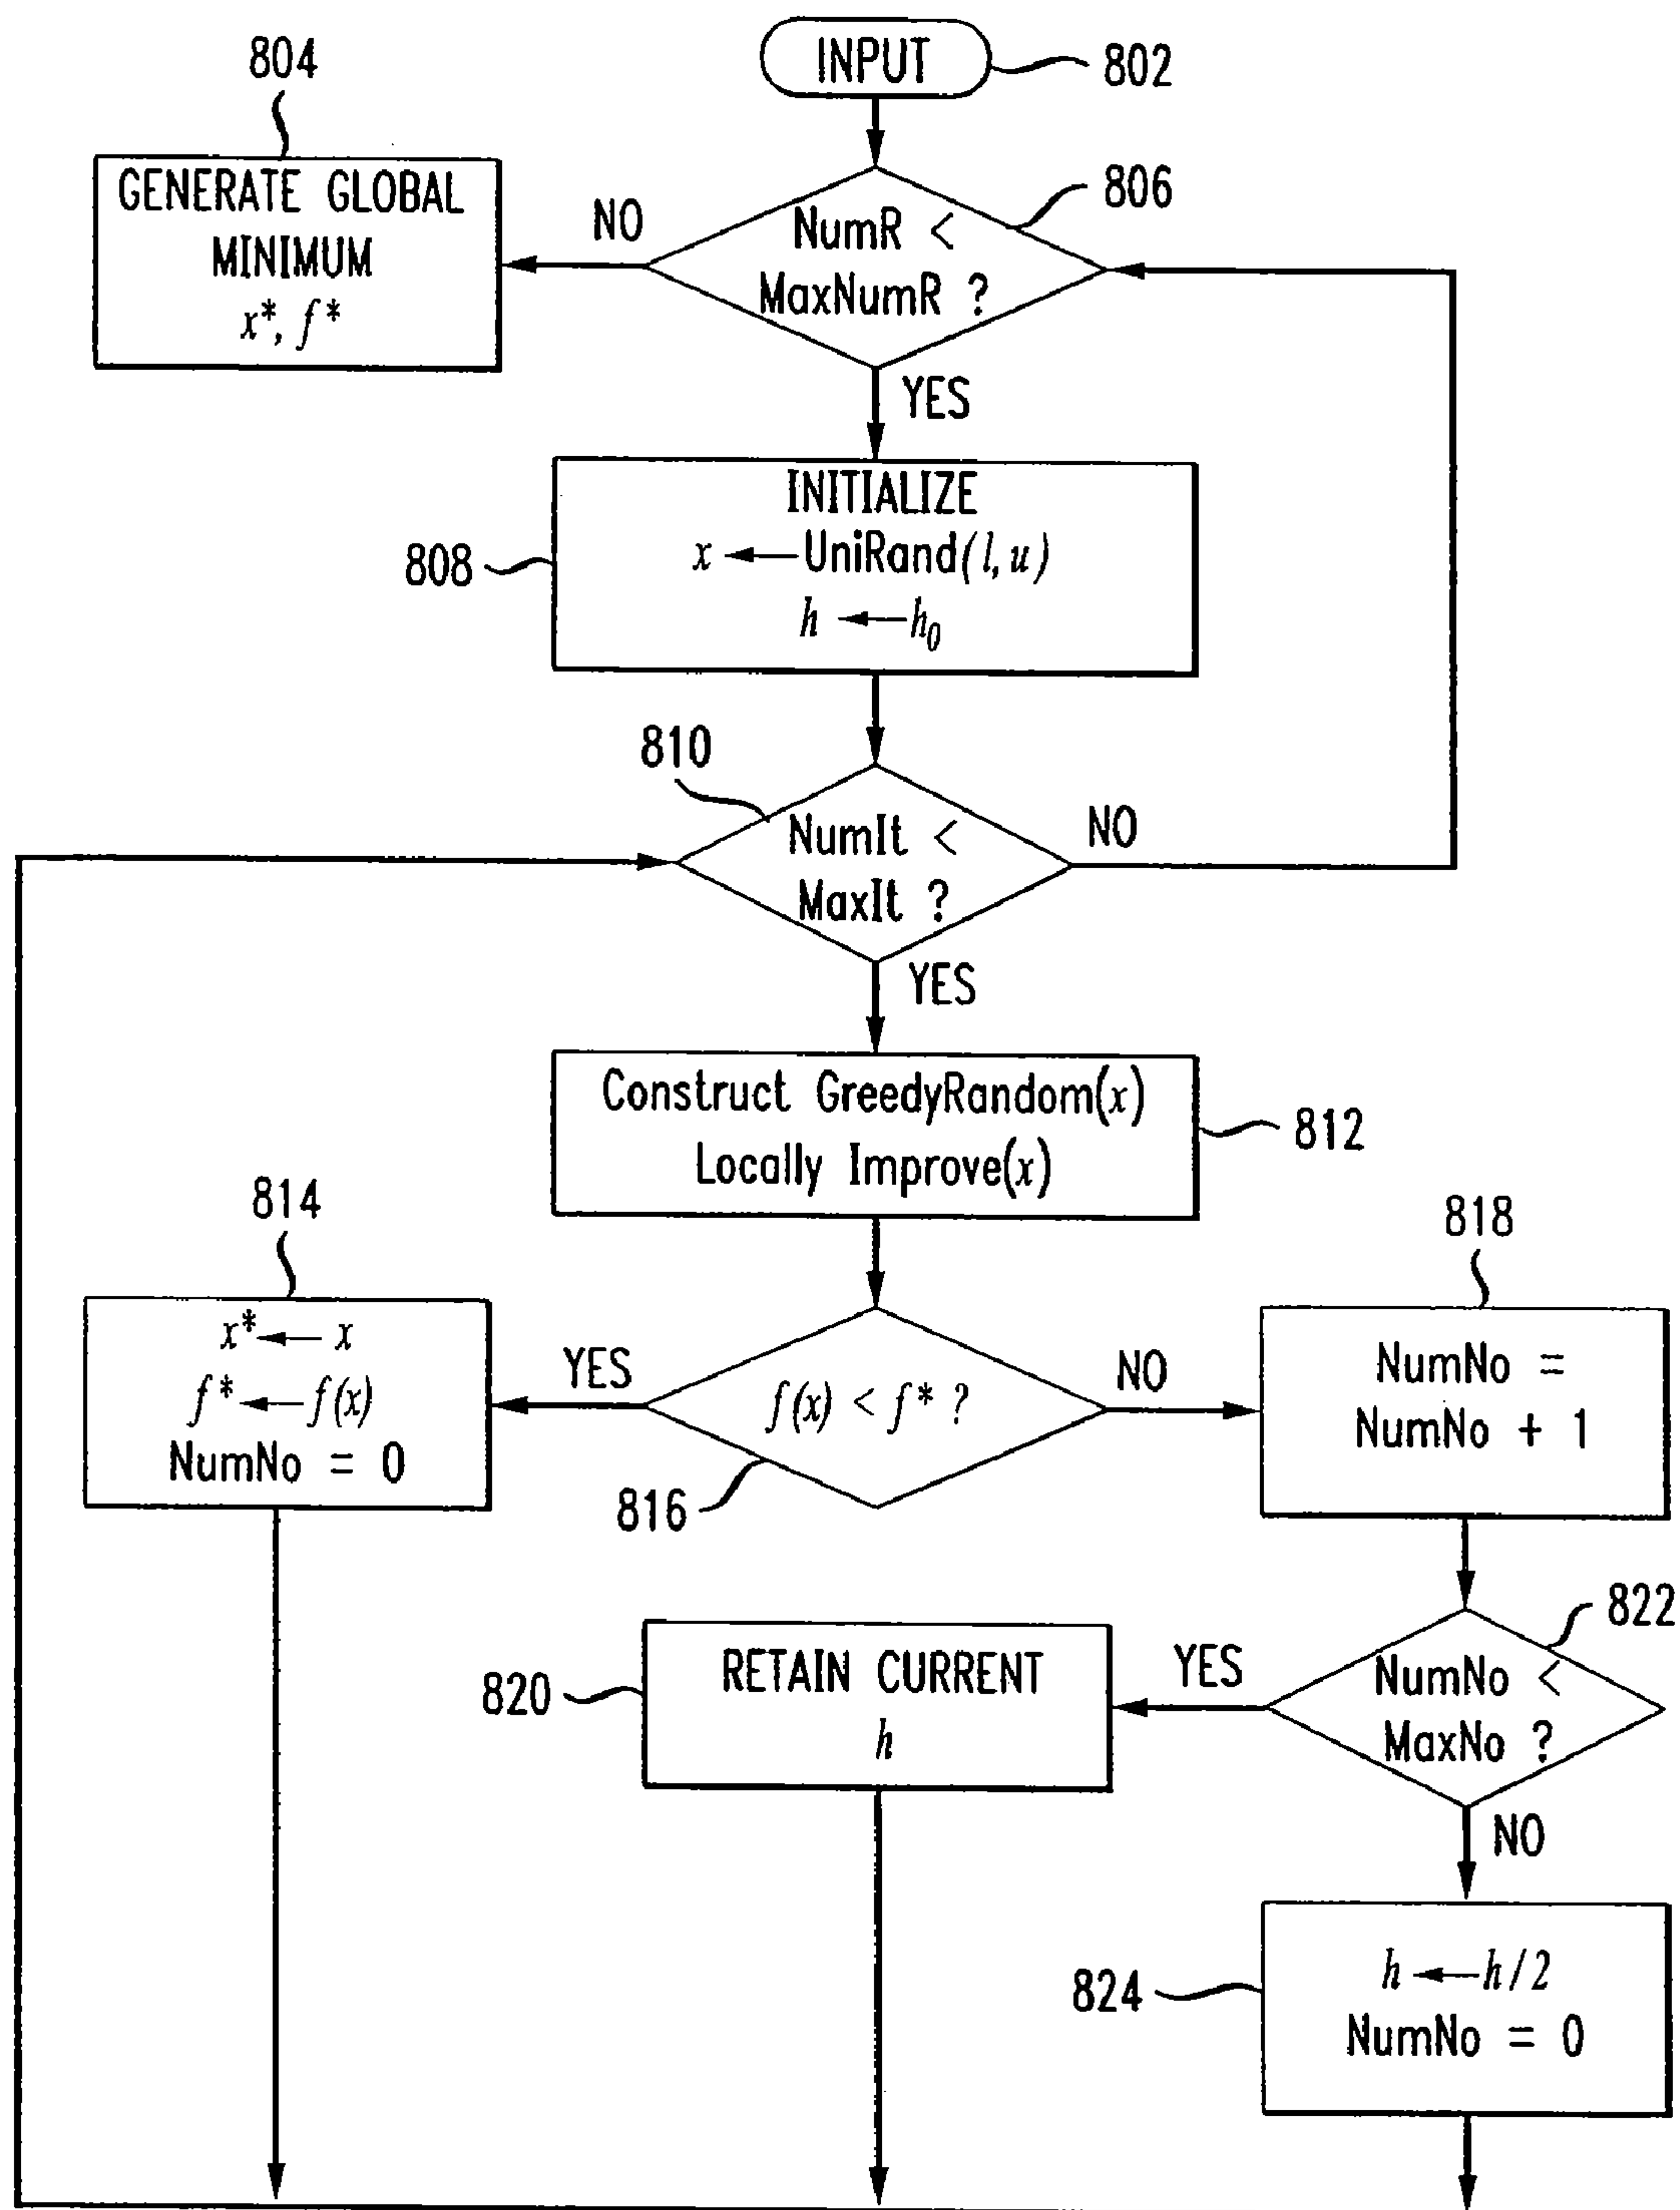 INPUT
802
804
GENERATE GLOBAL
MINIMUM
x*, f*
NO
NumR <
MaxNumR ?
806
YES
INITIALIZE
x ← UniRand(l, u)
h ← h₀
808
810
NumIt <
MaxIt ?
NO
YES
Construct GreedyRandom(x)
Locally Improve(x)
812
814
x* ← x
f* ← f(x)
NumNo = 0
YES
f(x) < f* ?
816
NO
818
NumNo =
NumNo + 1
822
NumNo <
MaxNo ?
YES
RETAIN CURRENT
h
820
NO
h ← h/2
NumNo = 0
824